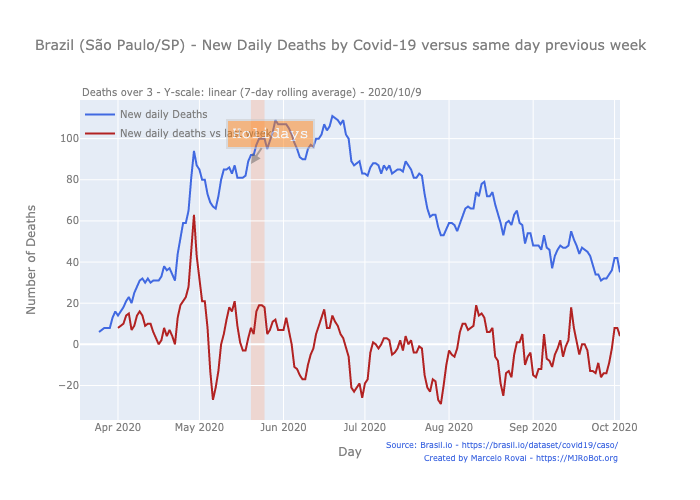 Brazil (São Paulo/SP) - New Daily Deaths by Covid-19 versus same day previous week
Deaths over 3 - Y-scale: linear (7-day rolling average) - 2020/10/9
New daily Deaths
New daily deaths vs last week
Holidays
Number of Deaths
100
80
60
40
20
0
−20
Apr 2020 May 2020 Jun 2020 Jul 2020 Aug 2020 Sep 2020 Oct 2020
Day
Source: Brasil.io - https://brasil.io/dataset/covid19/caso/
Created by Marcelo Rovai - https://MJRoBot.org